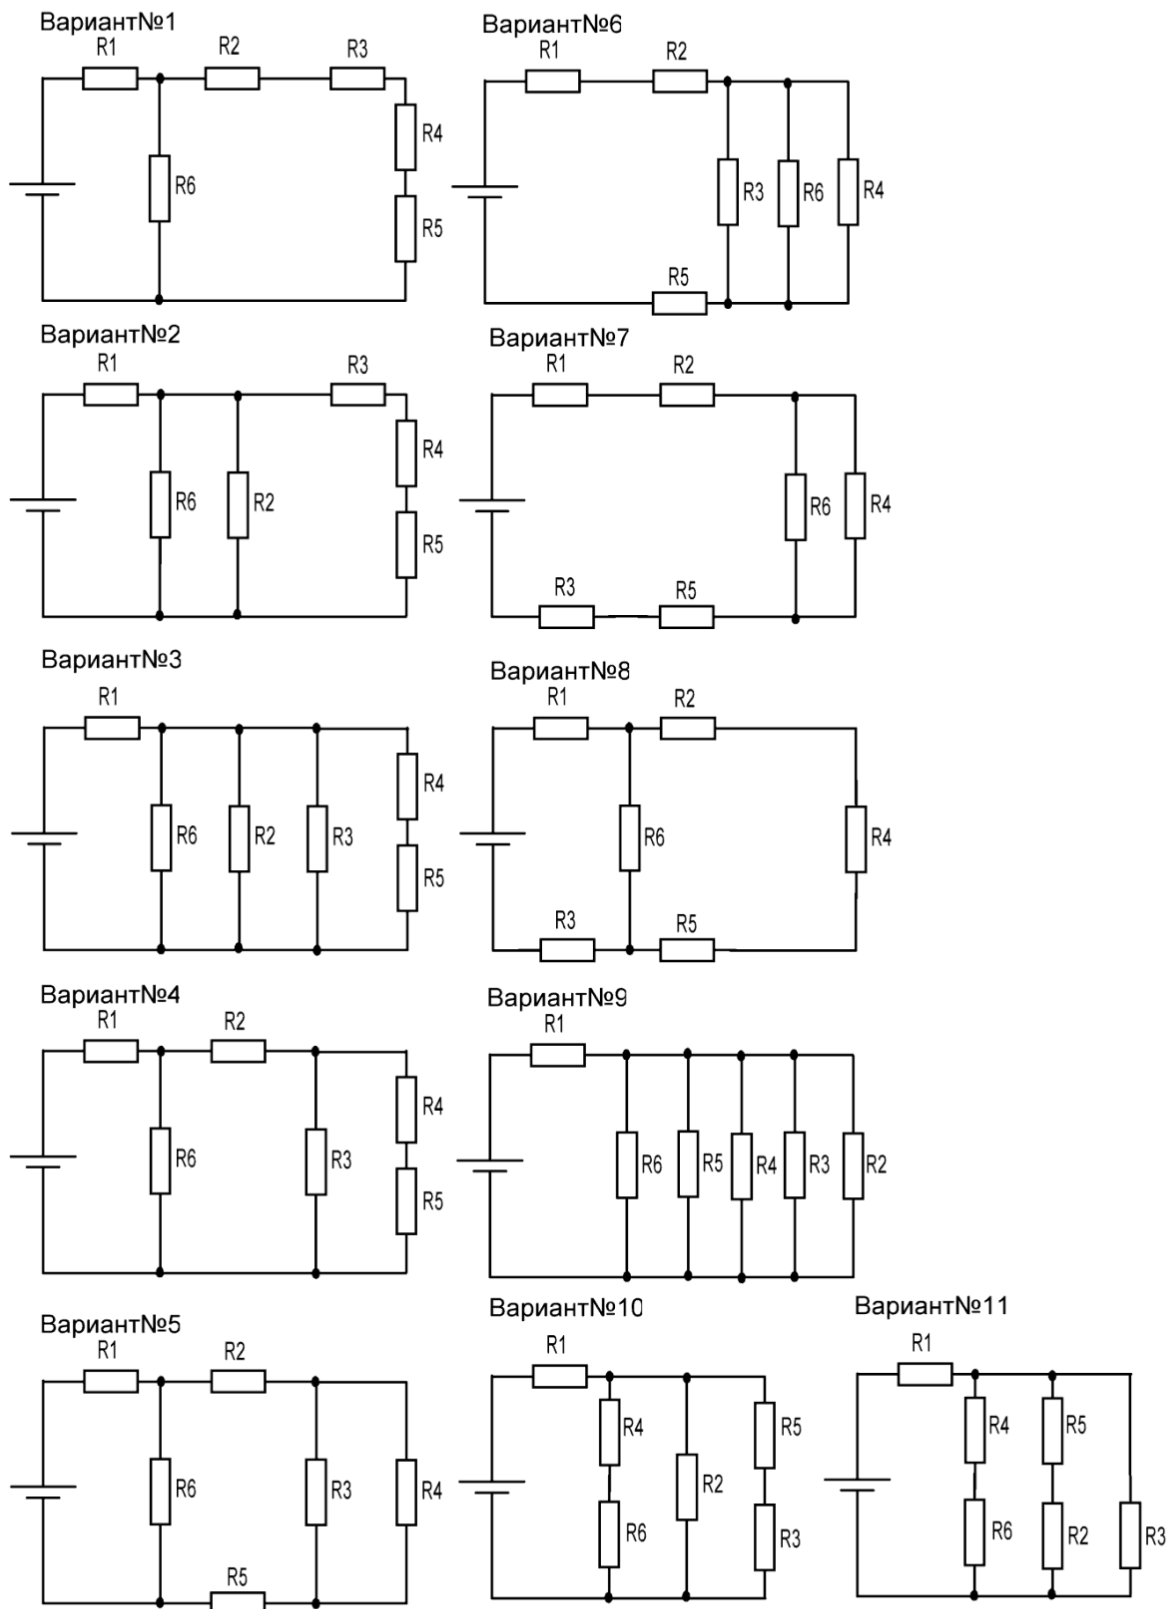 Вариант№1
R1
R2
R3
R4
R6
R5
Вариант№6
R1
R2
R3
R6
R4
R5
Вариант№2
R1
R3
R4
R6
R2
R5
Вариант№7
R1
R2
R6
R4
R3
R5
Вариант№3
R1
R4
R6
R2
R3
R5
Вариант№8
R1
R2
R6
R4
R3
R5
Вариант№4
R1
R2
R4
R6
R3
R5
Вариант№9
R1
R6
R5
R4
R3
R2
Вариант№5
R1
R2
R6
R3
R4
R5
Вариант№10
R1
R4
R5
R2
R6
R3
Вариант№11
R1
R4
R5
R6
R2
R3